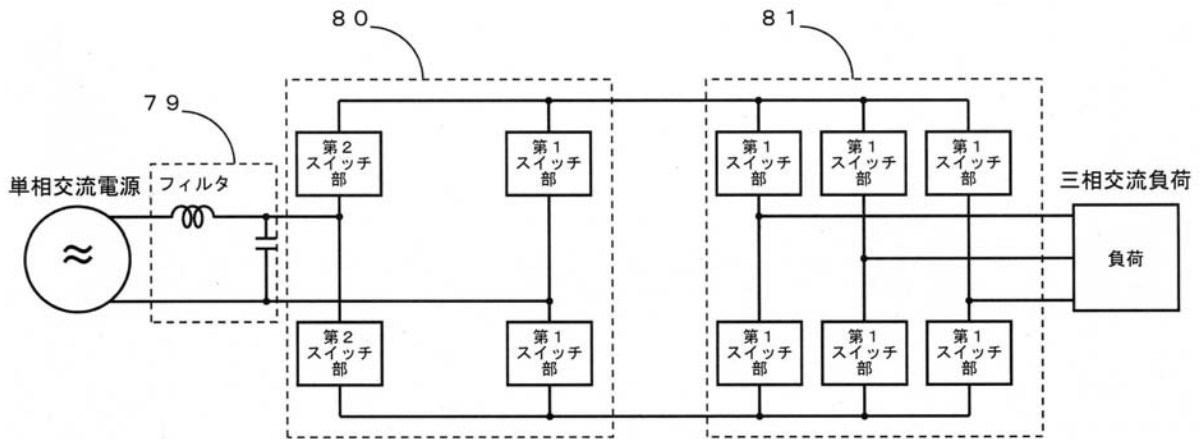 ８０
８１
７９
単相交流電源
フィルタ
第２
スイッチ
部
第１
スイッチ
部
第１
スイッチ
部
第１
スイッチ
部
第１
スイッチ
部
三相交流負荷
負荷
第２
スイッチ
部
第１
スイッチ
部
第１
スイッチ
部
第１
スイッチ
部
第１
スイッチ
部